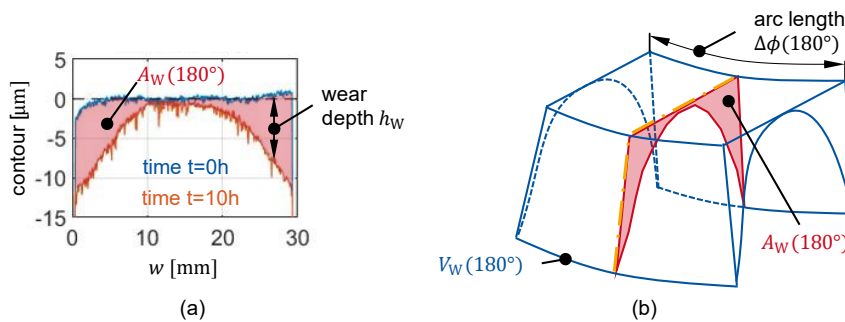 5
0
-5
-10
-15
contour [μm]
A_W(180°)
time t=0h
time t=10h
0
10
20
30
w [mm]
wear
depth h_W
(a)
arc length
Δϕ(180°)
V_W(180°)
A_W(180°)
(b)